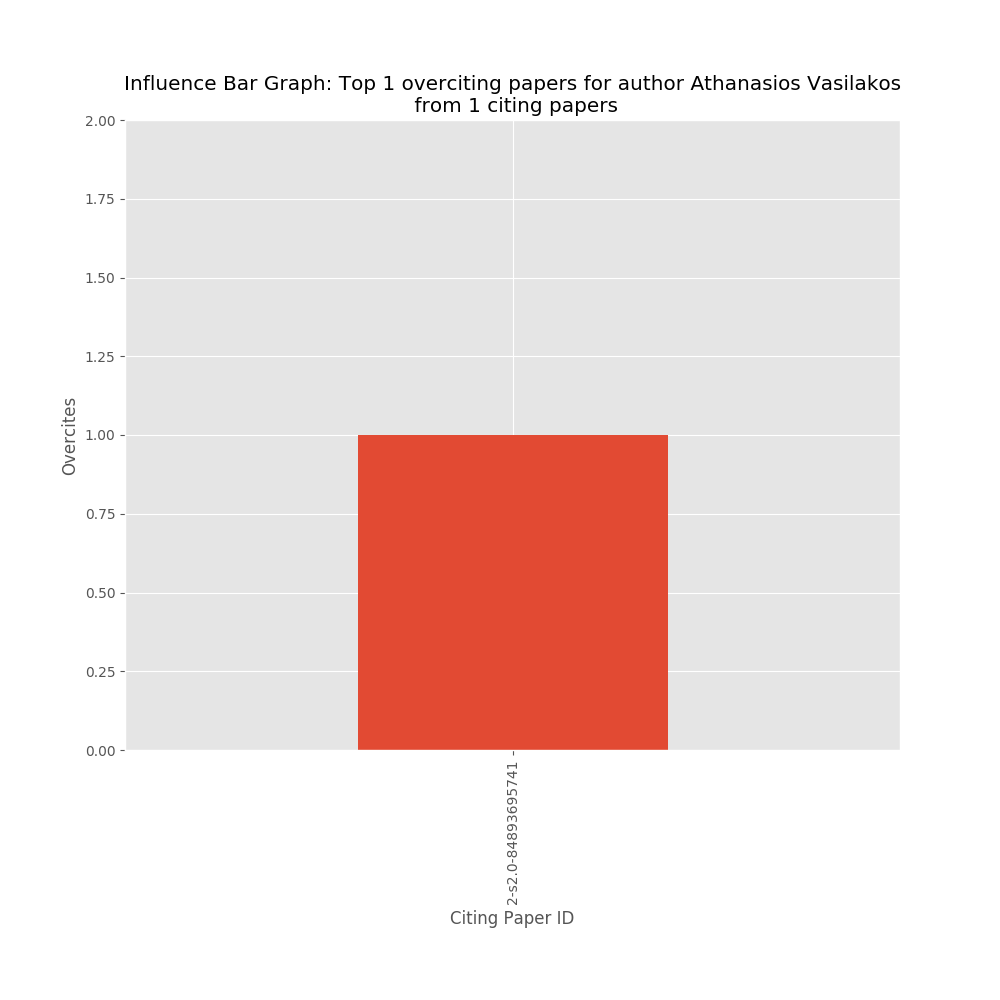 Influence Bar Graph: Top 1 overciting papers for author Athanasios Vasilakos
from 1 citing papers
2.00
1.75
1.50
1.25
1.00
0.75
0.50
0.25
0.00
Overcites
2-s2.0-84893695741
Citing Paper ID